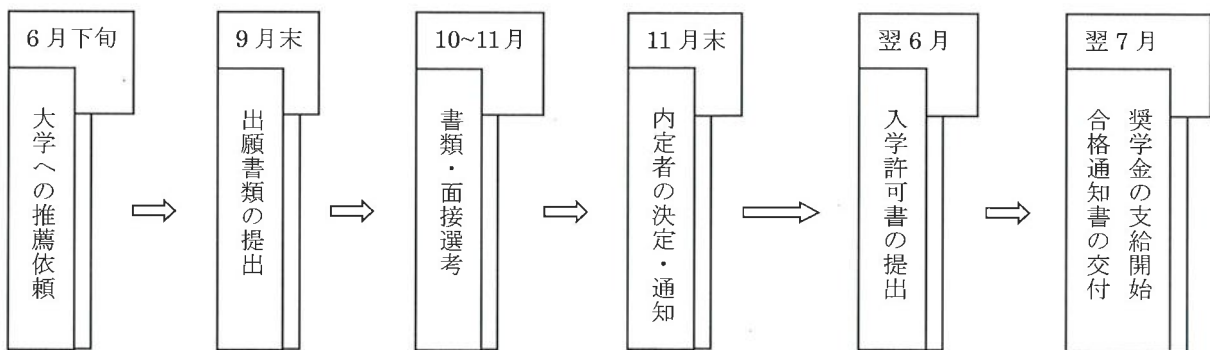 6月下旬
大学への推薦依頼
9月末
出願書類の提出
10~11月
書類・面接選考
11月末
内定者の決定・通知
翌6月
入学許可書の提出
翌7月
奨学金の支給開始
合格通知書の交付